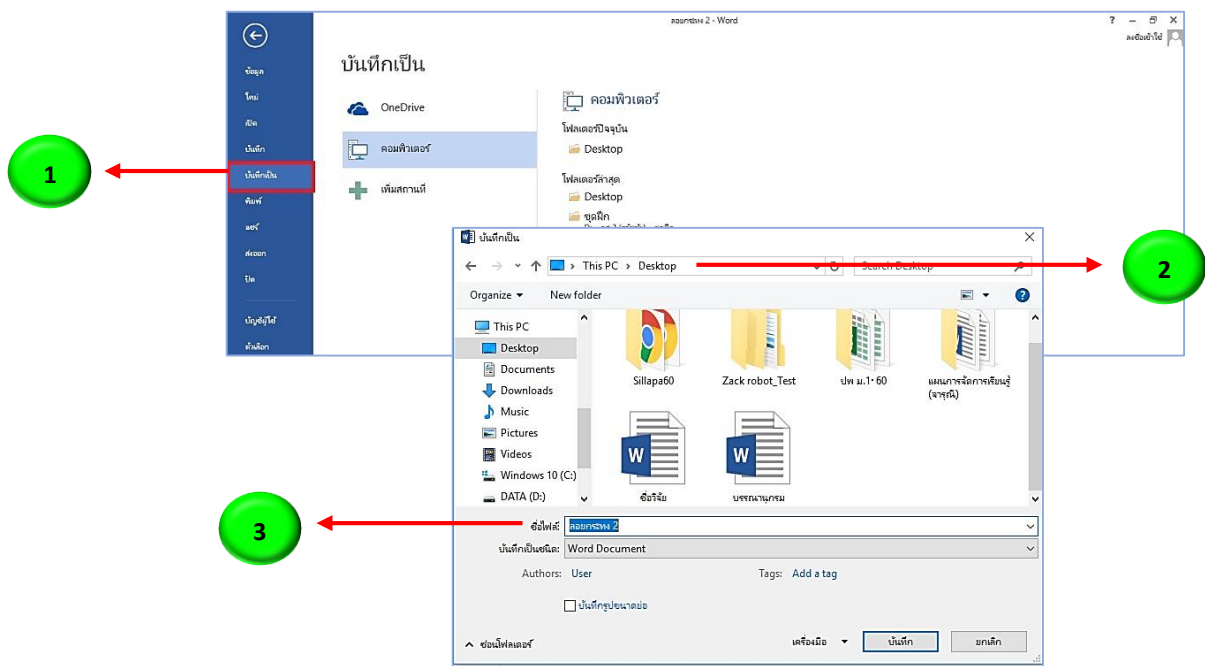 ลอยกระทง 2 - Word
?
ลงชื่อเข้าใช้
ข้อมูล
ใหม่
เปิด
บันทึก
บันทึกเป็น
พิมพ์
แชร์
ส่งออก
ปิด
บัญชีผู้ใช้
ตัวเลือก
บันทึกเป็น
OneDrive
คอมพิวเตอร์
เพิ่มสถานที่
คอมพิวเตอร์
โฟลเดอร์ปัจจุบัน
Desktop
โฟลเดอร์ล่าสุด
Desktop
ชุดฝึก
1
บันทึกเป็น
This PC > Desktop
Search Desktop
2
Organize
New folder
?
This PC
Desktop
Documents
Downloads
Music
Pictures
Videos
Windows 10 (C:)
DATA (D:)
Sillapa60
Zack robot_Test
ปพ ม.1-60
แผนการจัดการเรียนรู้
(จารุณี)
W
ชื่อวิจัย
W
บรรณานุกรม
3
ชื่อไฟล์: ลอยกระทง 2
บันทึกเป็นชนิด: Word Document
Authors: User
Tags: Add a tag
บันทึกรูปขนาดย่อ
ซ่อนโฟลเดอร์
เครื่องมือ
บันทึก
ยกเลิก